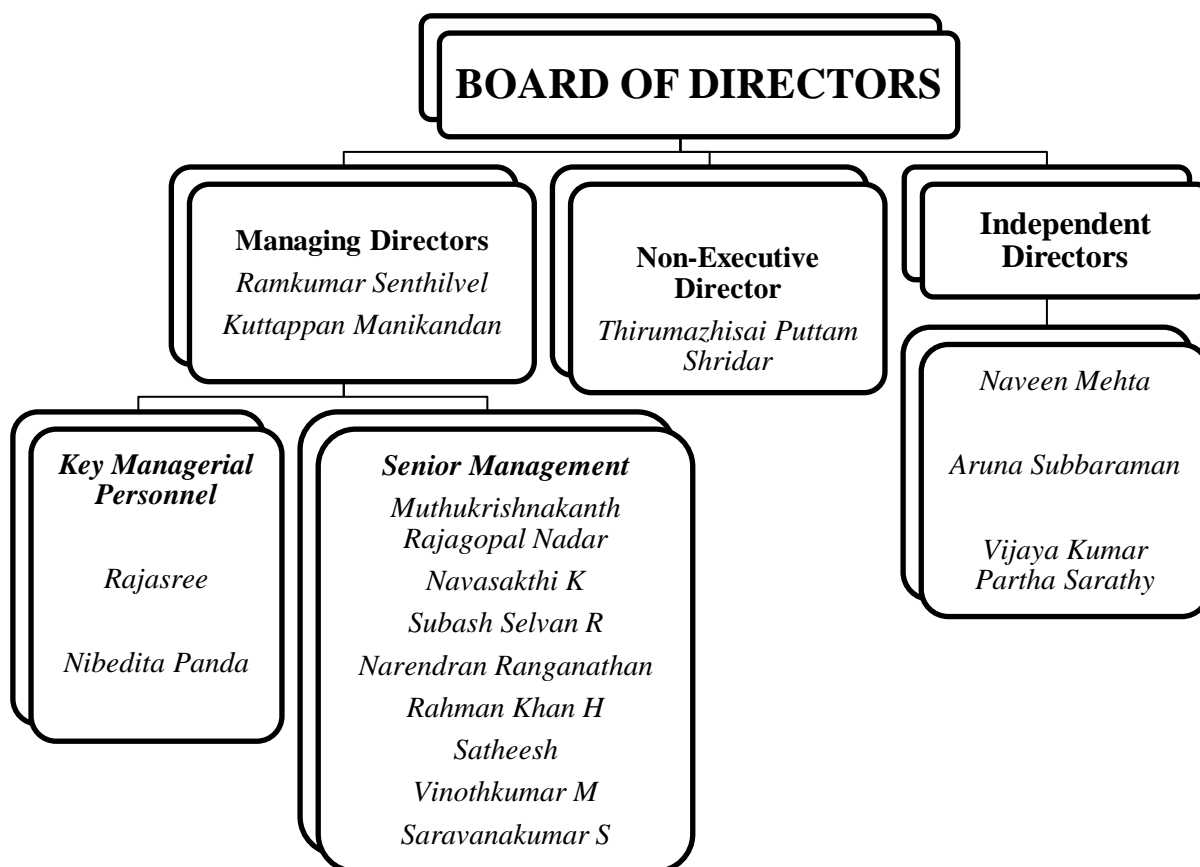 BOARD OF DIRECTORS
Managing Directors
Ramkumar Senthilvel
Kuttappan Manikandan
Non-Executive
Director
Thirumazhisai Puttam
Shridar
Independent
Directors
Naveen Mehta
Aruna Subbaraman
Vijaya Kumar
Partha Sarathy
Key Managerial
Personnel
Rajasree
Nibedita Panda
Senior Management
Muthukrishnakanth
Rajagopal Nadar
Navasakthi K
Subash Selvan R
Narendran Ranganathan
Rahman Khan H
Satheesh
Vinothkumar M
Saravanakumar S